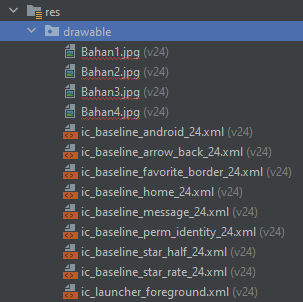 res
drawable
Bahan1.jpg (v24)
Bahan2.jpg (v24)
Bahan3.jpg (v24)
Bahan4.jpg (v24)
ic_baseline_android_24.xml (v24)
ic_baseline_arrow_back_24.xml (v24)
ic_baseline_favorite_border_24.xml (v24)
ic_baseline_home_24.xml (v24)
ic_baseline_message_24.xml (v24)
ic_baseline_perm_identity_24.xml (v24)
ic_baseline_star_half_24.xml (v24)
ic_baseline_star_rate_24.xml (v24)
ic_launcher_foreground.xml (v24)